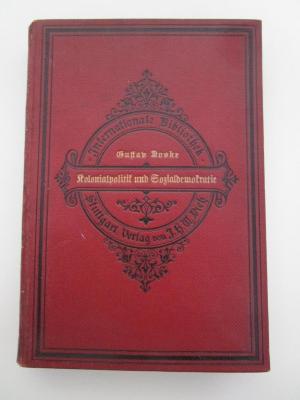 Internationale Bibliothek
Gustav Noske
Kolonialpolitik und Sozialdemokratie
Stuttgart Verlag von J. H. W. Dietz